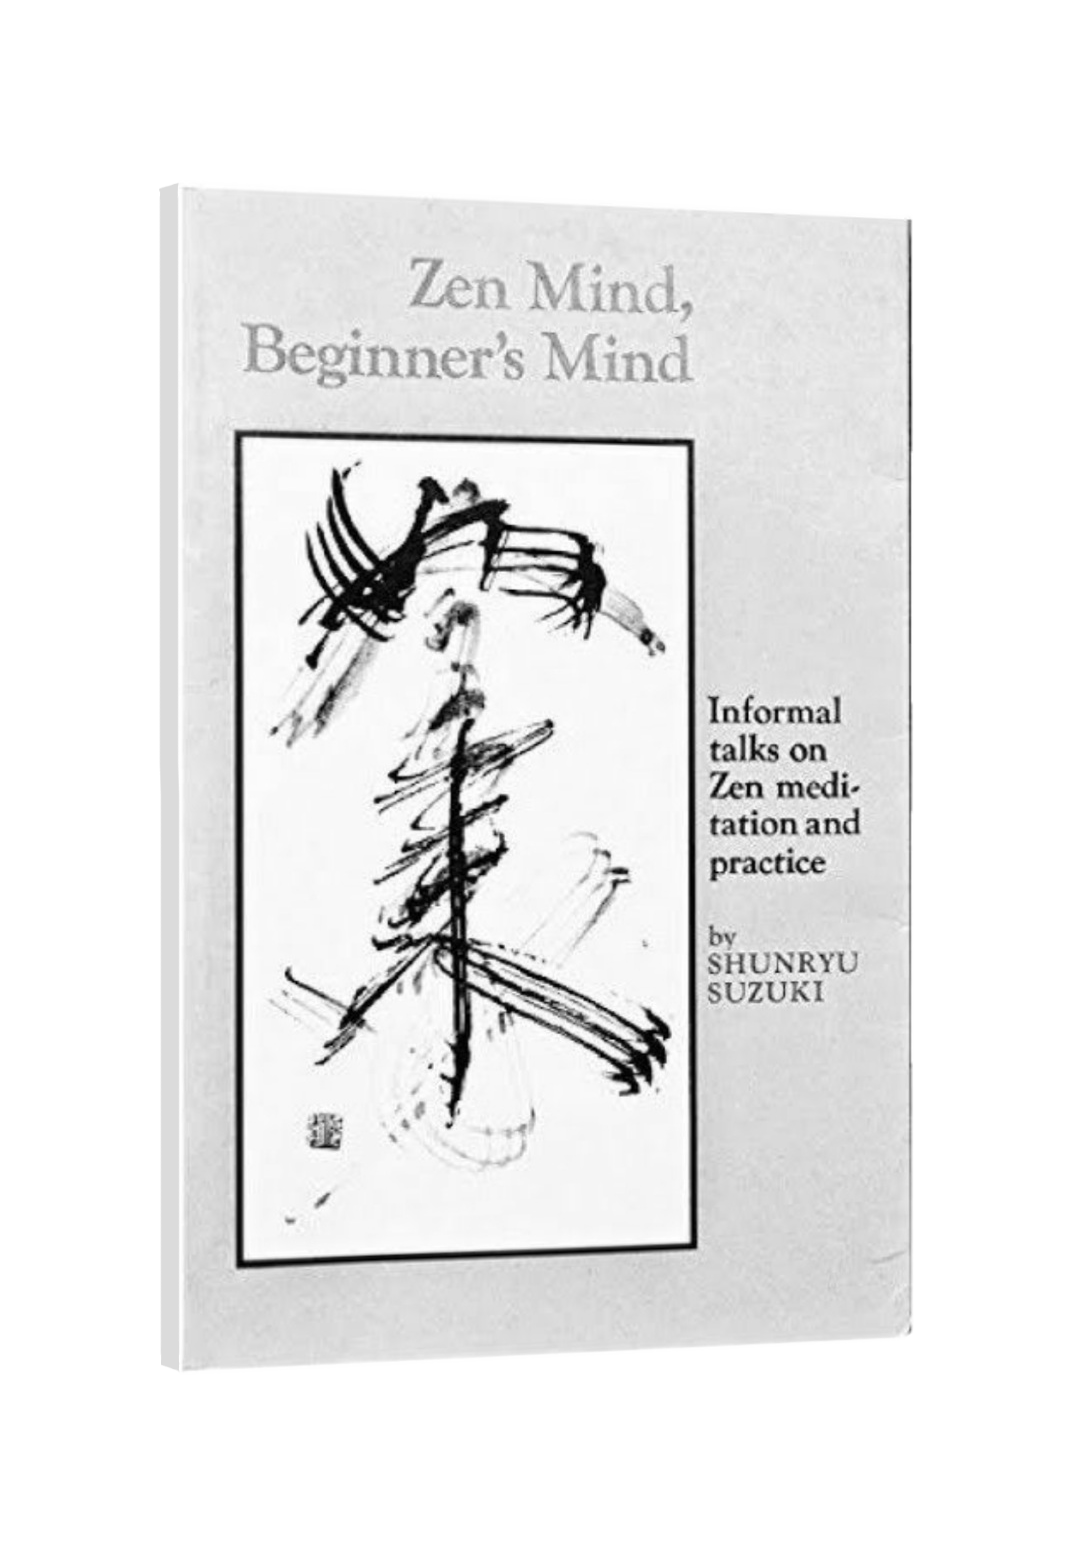 Zen Mind,
Beginner's Mind
Informal
talks on
Zen medi-
tation and
practice
by
SHUNRYU
SUZUKI